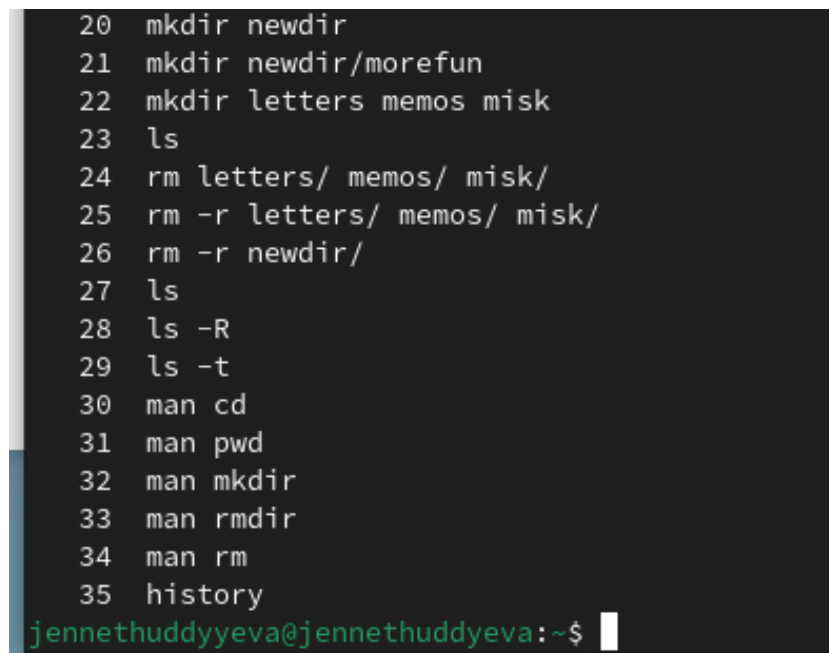 20 mkdir newdir
21 mkdir newdir/morefun
22 mkdir letters memos misk
23 ls
24 rm letters/ memos/ misk/
25 rm -r letters/ memos/ misk/
26 rm -r newdir/
27 ls
28 ls -R
29 ls -t
30 man cd
31 man pwd
32 man mkdir
33 man rmdir
34 man rm
35 history
jennethuddyyeva@jennethuddyeva:~$